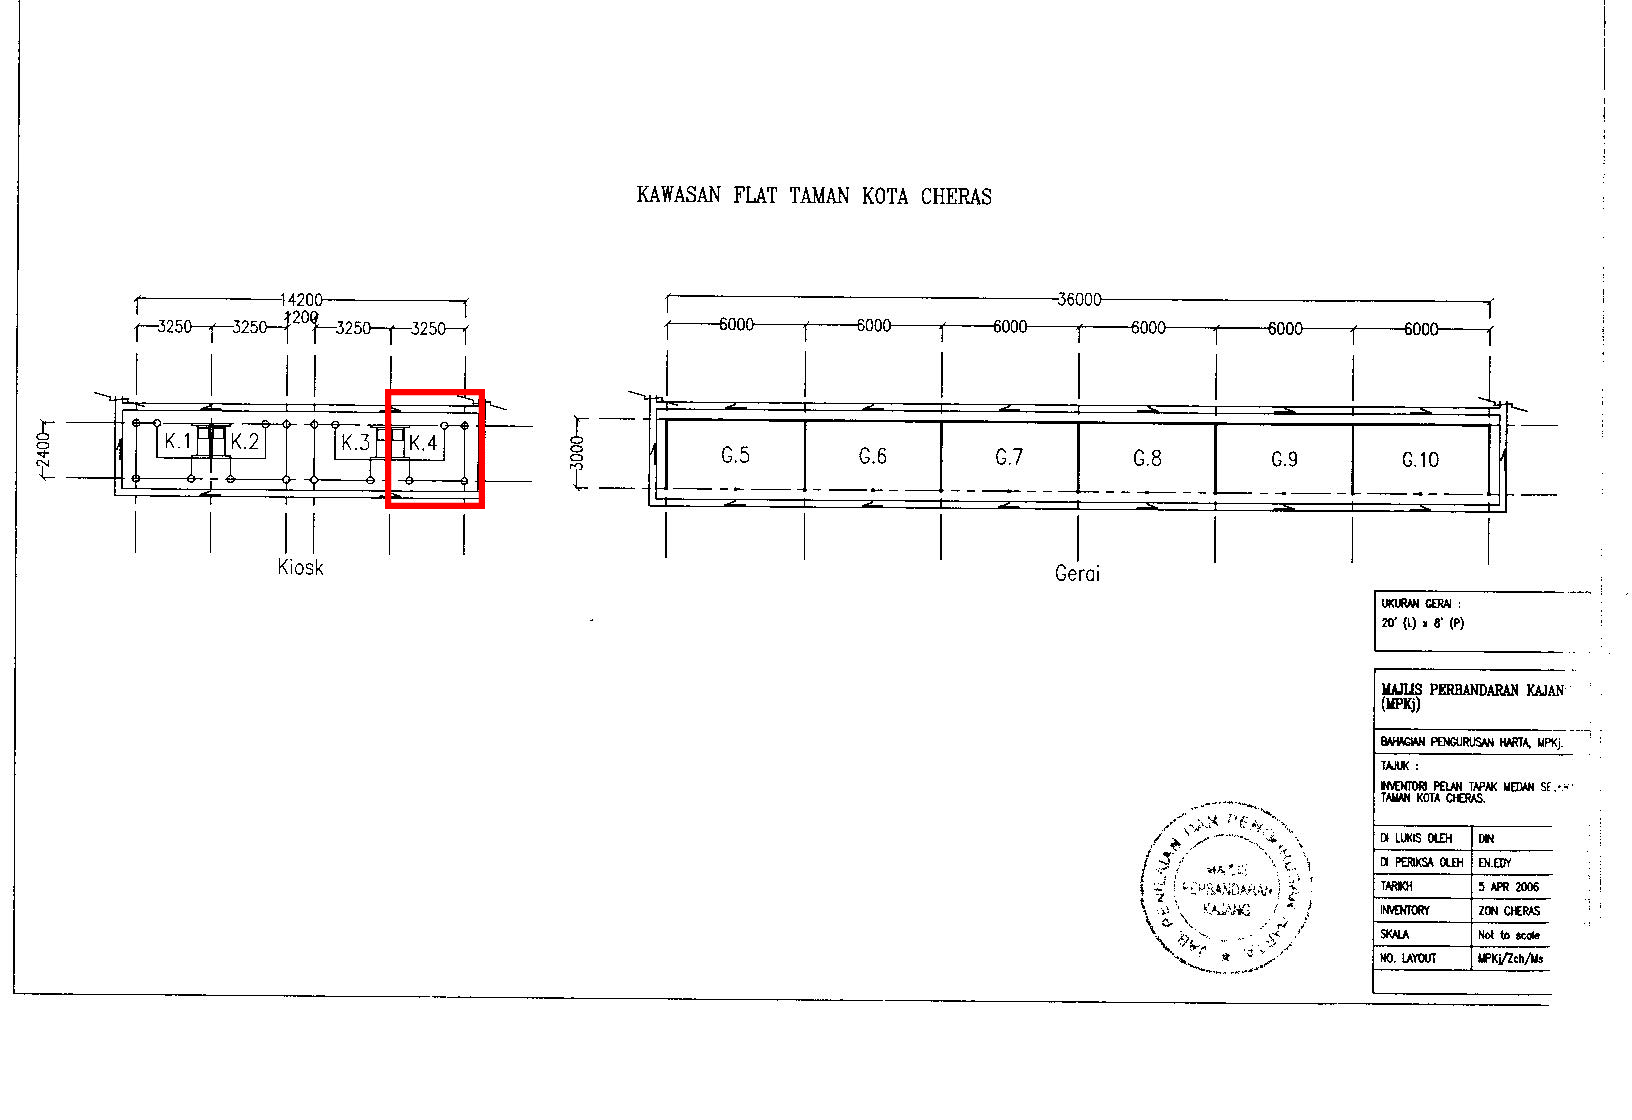 KAWASAN FLAT TAMAN KOTA CHERAS
14200
1200
3250 3250 3250 3250
2400
K.1 K.2 K.3 K.4
Kiosk
36000
6000 6000 6000 6000 6000 6000
3000
G.5 G.6 G.7 G.8 G.9 G.10
Gerai
UKURAN GERAI :
20' (L) x 8' (P)
MAJLIS PERBANDARAN KAJAN
(MPKj)
BAHAGIAN PENGURUSAN HARTA, MPKj.
TAJUK :
INVENTORI PELAN TAPAK MEDAN
TAMAN KOTA CHERAS.
DI LUKIS OLEH DIN
DI PERIKSA OLEH EN.EDY
TARIKH 5 APR 2006
INVENTORY ZON CHERAS
SKALA Not to scale
NO. LAYOUT MPKj/Zch/Ms
JAB. PENILAIAN DAN HARTA
MAJLIS
PERBANDARAN
KAJANG